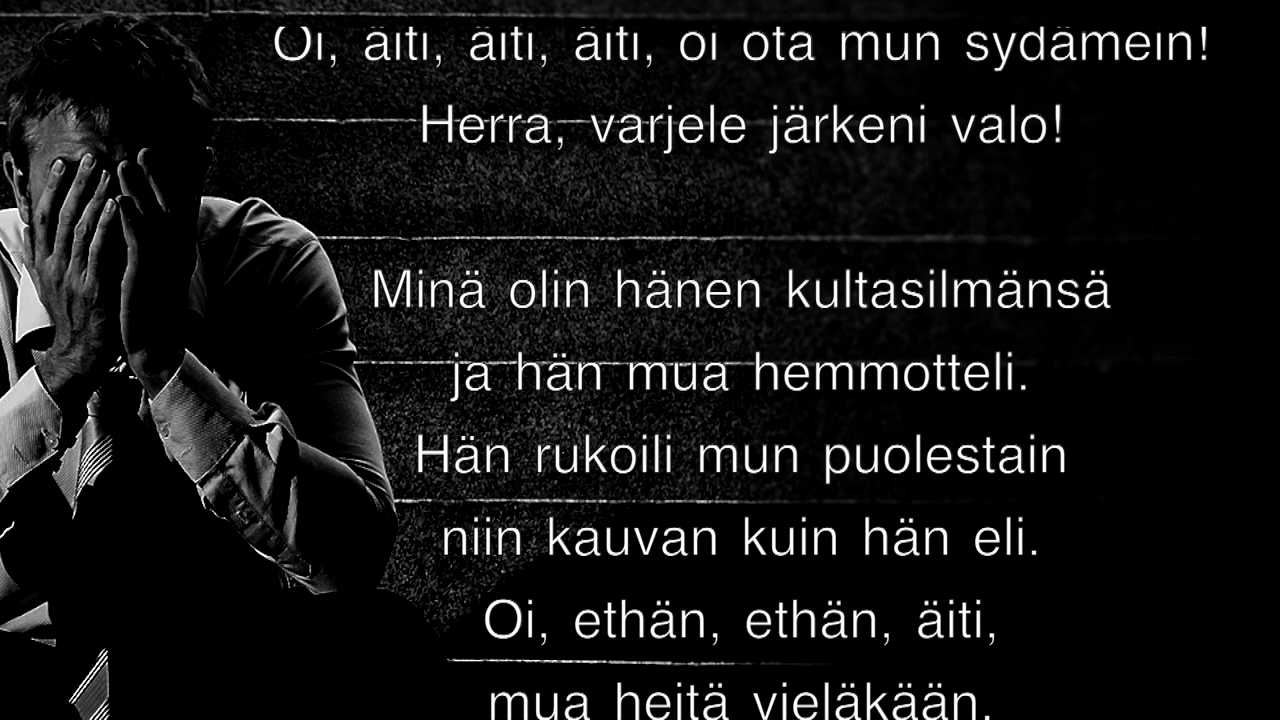 Oi, äiti, äiti, äiti, oi ota mun sydämein!
Herra, varjele järkeni valo!
Minä olin hänen kultasilmänsä
ja hän mua hemmotteli.
Hän rukoili mun puolestain
niin kauvan kuin hän eli.
Oi, ethän, ethän, äiti,
mua heitä vieläkään,